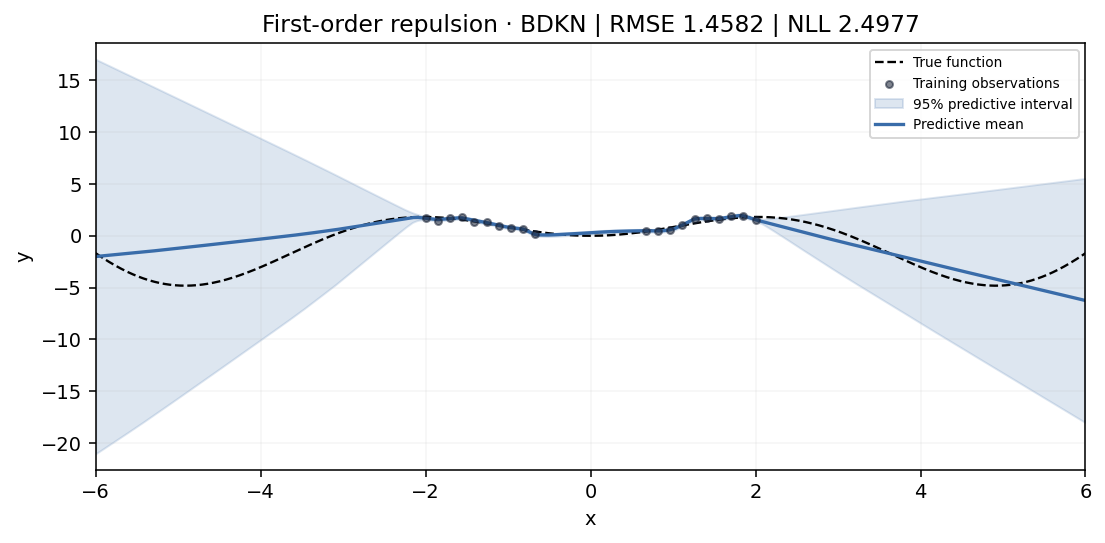 First-order repulsion · BDKN | RMSE 1.4582 | NLL 2.4977
True function
Training observations
95% predictive interval
Predictive mean
15
10
5
0
−5
−10
−15
−20
y
−6
−4
−2
0
2
4
6
x